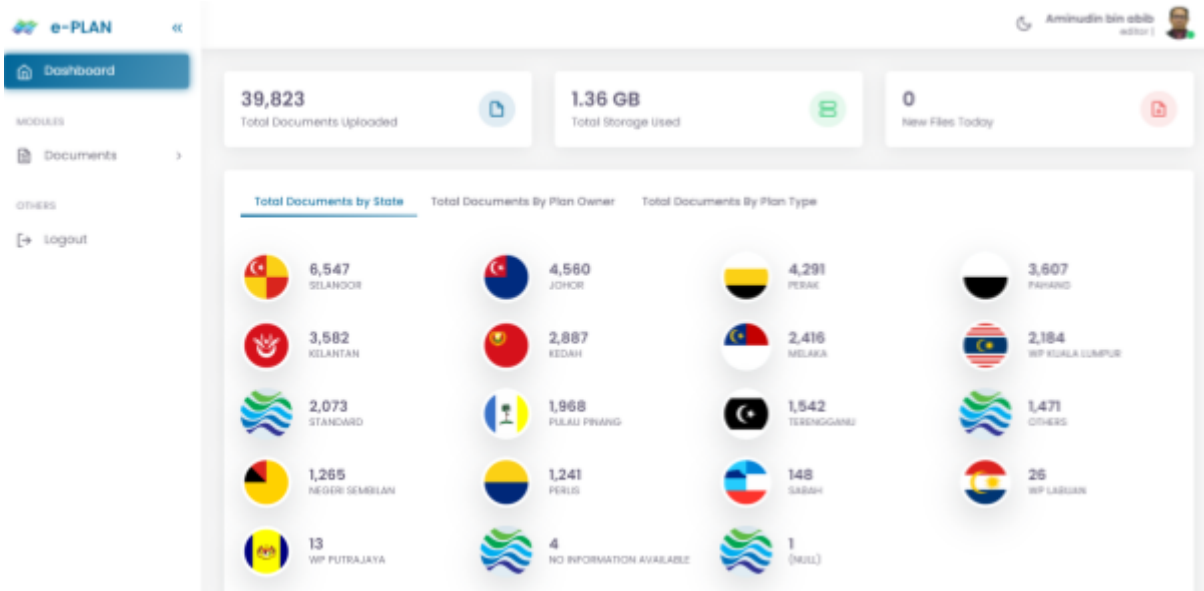 e-PLAN
Aminudin bin abib
editor |
Dashboard
MODULES
Documents
OTHERS
Logout
39,823
Total Documents Uploaded
1.36 GB
Total Storage Used
0
New Files Today
Total Documents by State
Total Documents By Plan Owner
Total Documents By Plan Type
6,547
SELANGOR
4,560
JOHOR
4,291
PERAK
3,607
PAHANG
3,582
KELANTAN
2,887
KEDAH
2,416
MELAKA
2,184
WP KUALA LUMPUR
2,073
STANDARD
1,968
PULAU PINANG
1,542
TERENGGANU
1,471
OTHERS
1,265
NEGERI SEMBILAN
1,241
PERLIS
148
SABAH
26
WP LABUAN
13
WP PUTRAJAYA
4
NO INFORMATION AVAILABLE
1
(NULL)